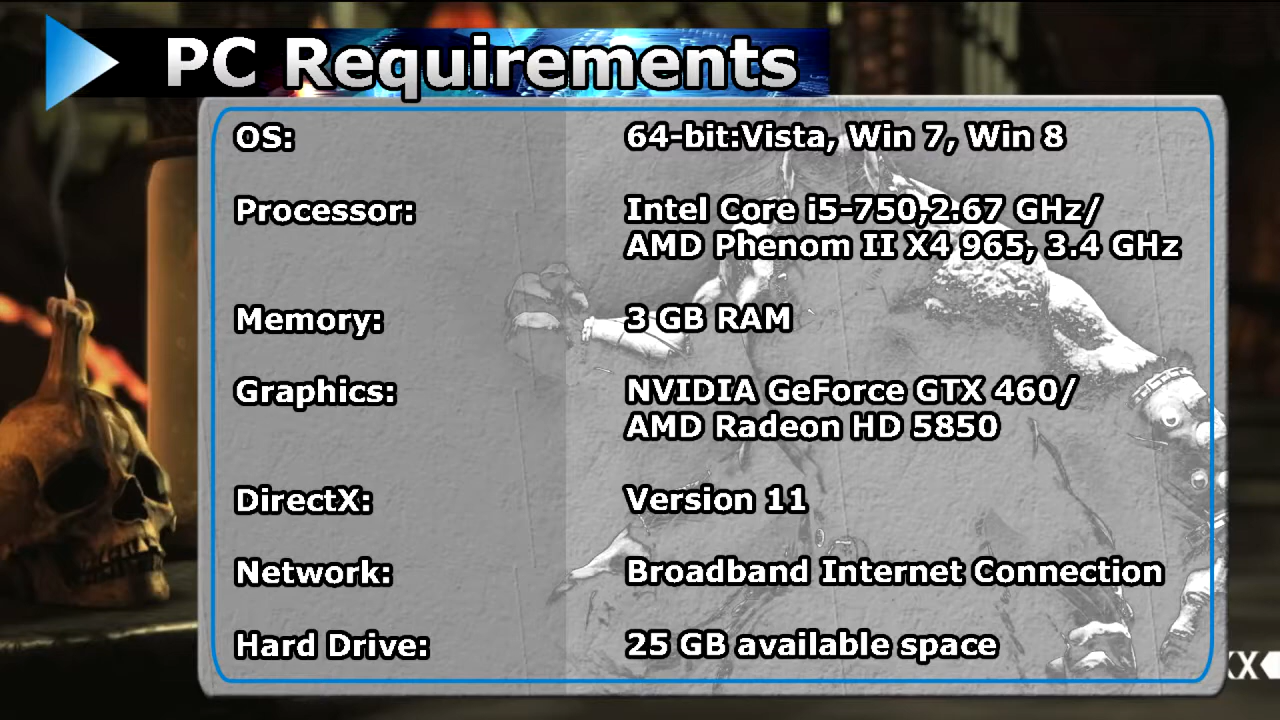 PC Requirements
OS: 64-bit:Vista, Win 7, Win 8
Processor: Intel Core i5-750,2.67 GHz/
AMD Phenom II X4 965, 3.4 GHz
Memory: 3 GB RAM
Graphics: NVIDIA GeForce GTX 460/
AMD Radeon HD 5850
DirectX: Version 11
Network: Broadband Internet Connection
Hard Drive: 25 GB available space